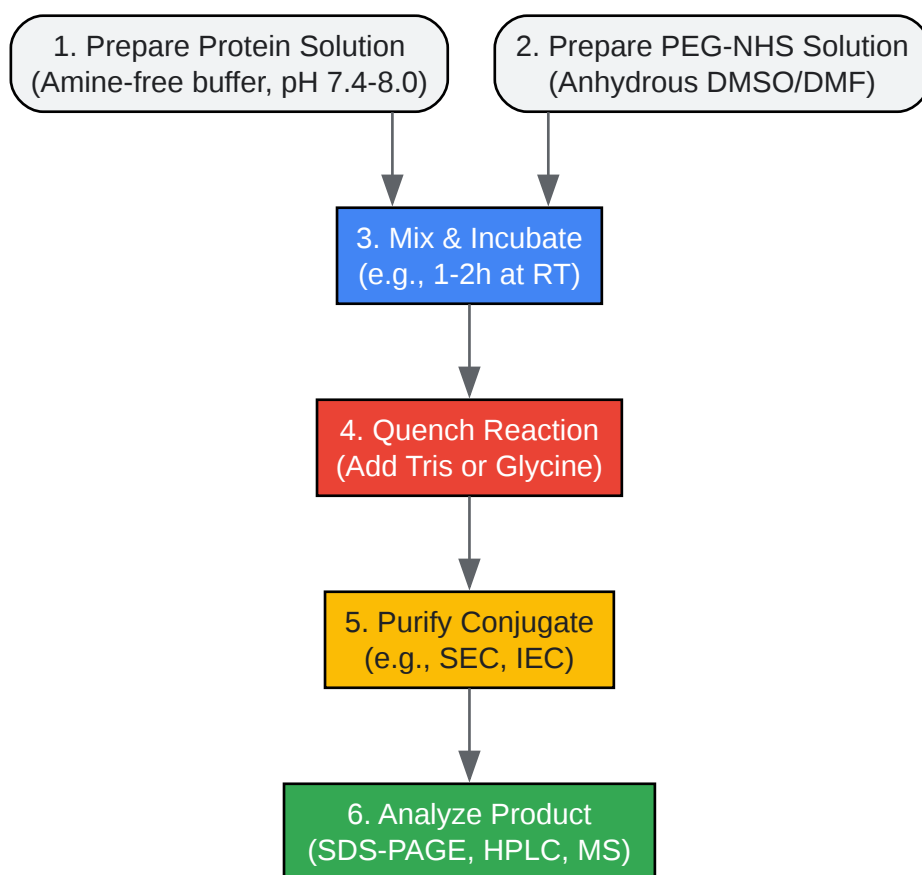 1. Prepare Protein Solution
(Amine-free buffer, pH 7.4-8.0)
2. Prepare PEG-NHS Solution
(Anhydrous DMSO/DMF)
3. Mix & Incubate
(e.g., 1-2h at RT)
4. Quench Reaction
(Add Tris or Glycine)
5. Purify Conjugate
(e.g., SEC, IEC)
6. Analyze Product
(SDS-PAGE, HPLC, MS)